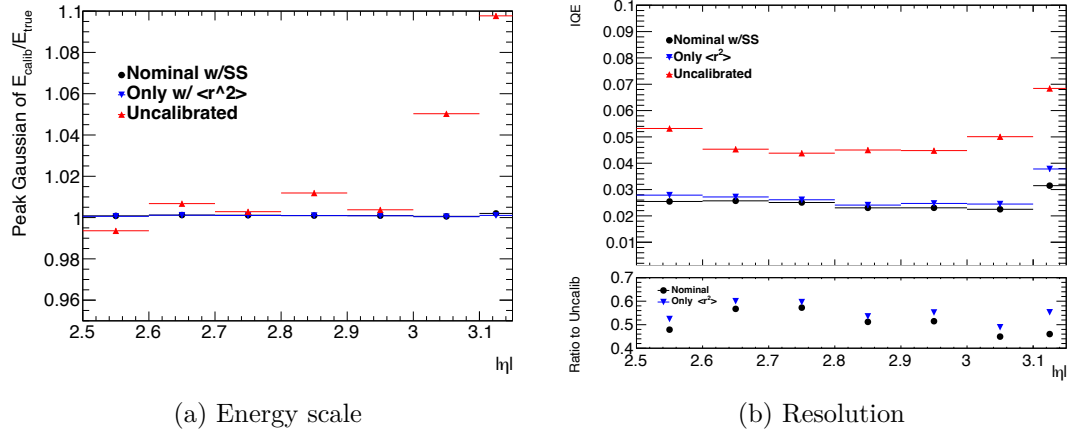 Peak Gaussian of E_calib/E_true
1.1
1.08
1.06
1.04
1.02
1
0.98
0.96
Nominal w/SS
Only w/ <r^2>
Uncalibrated
2.5 2.6 2.7 2.8 2.9 3 3.1
|η|
(a) Energy scale
IQE
0.1
0.09
0.08
0.07
0.06
0.05
0.04
0.03
0.02
0.01
Nominal w/SS
Only <r²>
Uncalibrated
Ratio to Uncalib
0.7
0.6
0.5
0.4
Nominal
Only <r²>
2.5 2.6 2.7 2.8 2.9 3 3.1
|η|
(b) Resolution